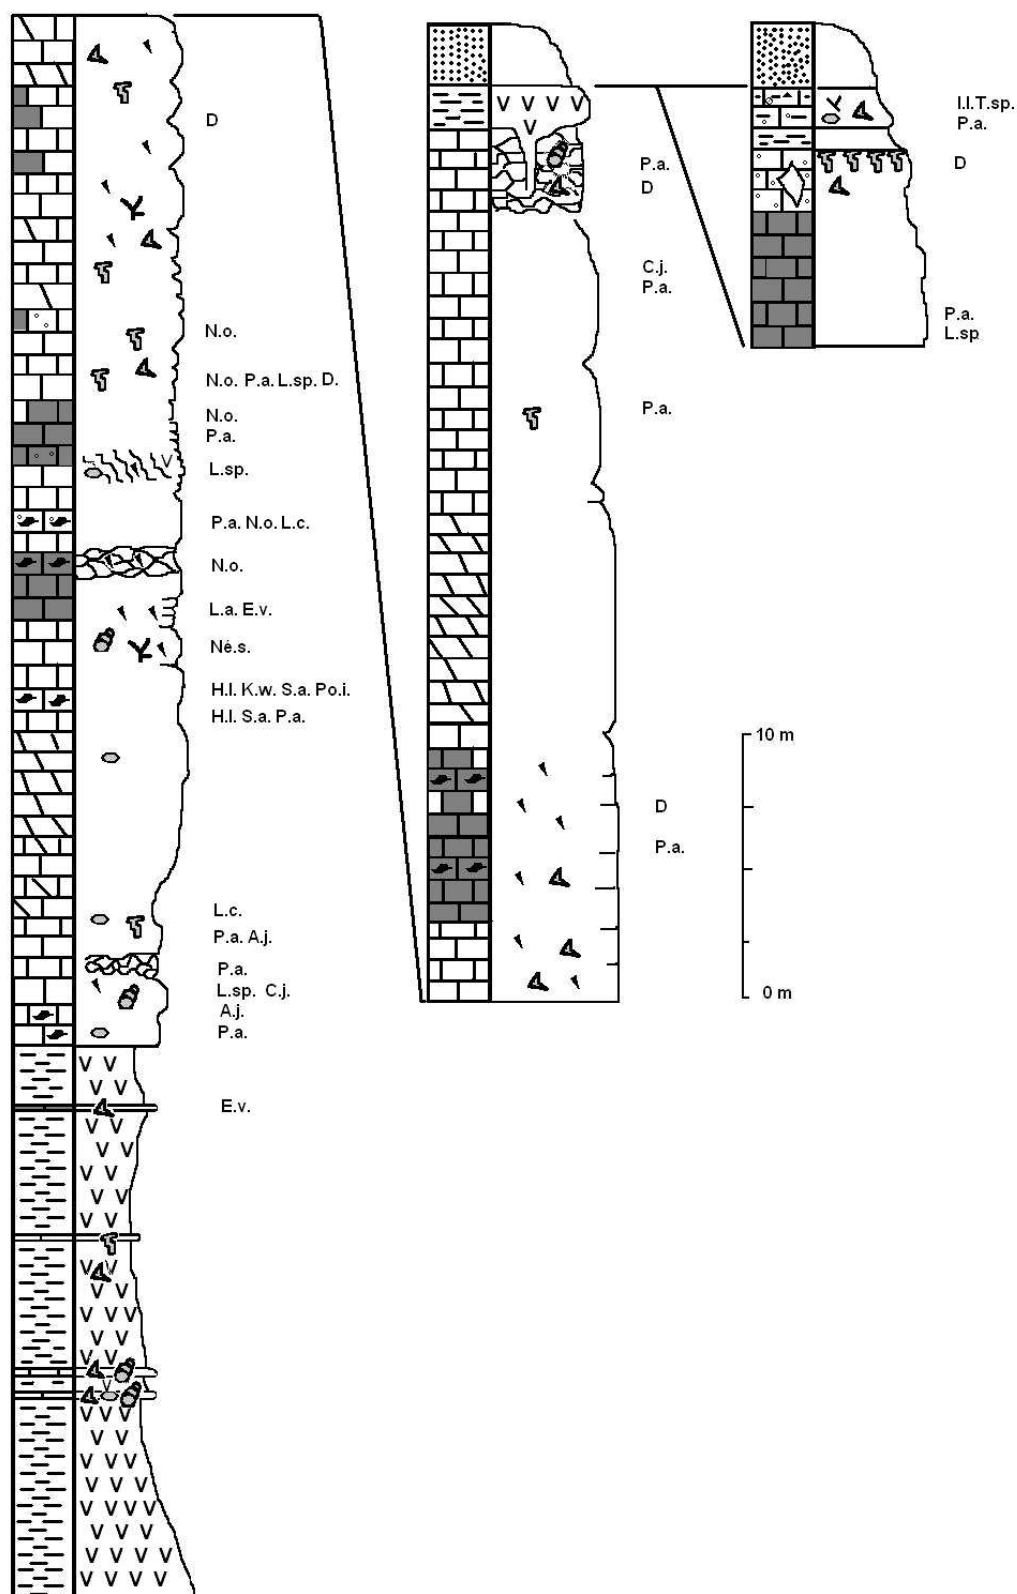 D
N.o.
N.o. P.a. L.sp. D.
N.o.
P.a.
L.sp.
P.a. N.o. L.c.
N.o.
L.a. E.v.
Né.s.
H.l. K.w. S.a. Po.i.
H.l. S.a. P.a.
L.c.
P.a. A.j.
P.a.
L.sp. C.j.
A.j.
P.a.
E.v.
P.a.
D
C.j.
P.a.
P.a.
D
P.a.
10 m
0 m
I.I.T.sp.
P.a.
D
P.a.
L.sp